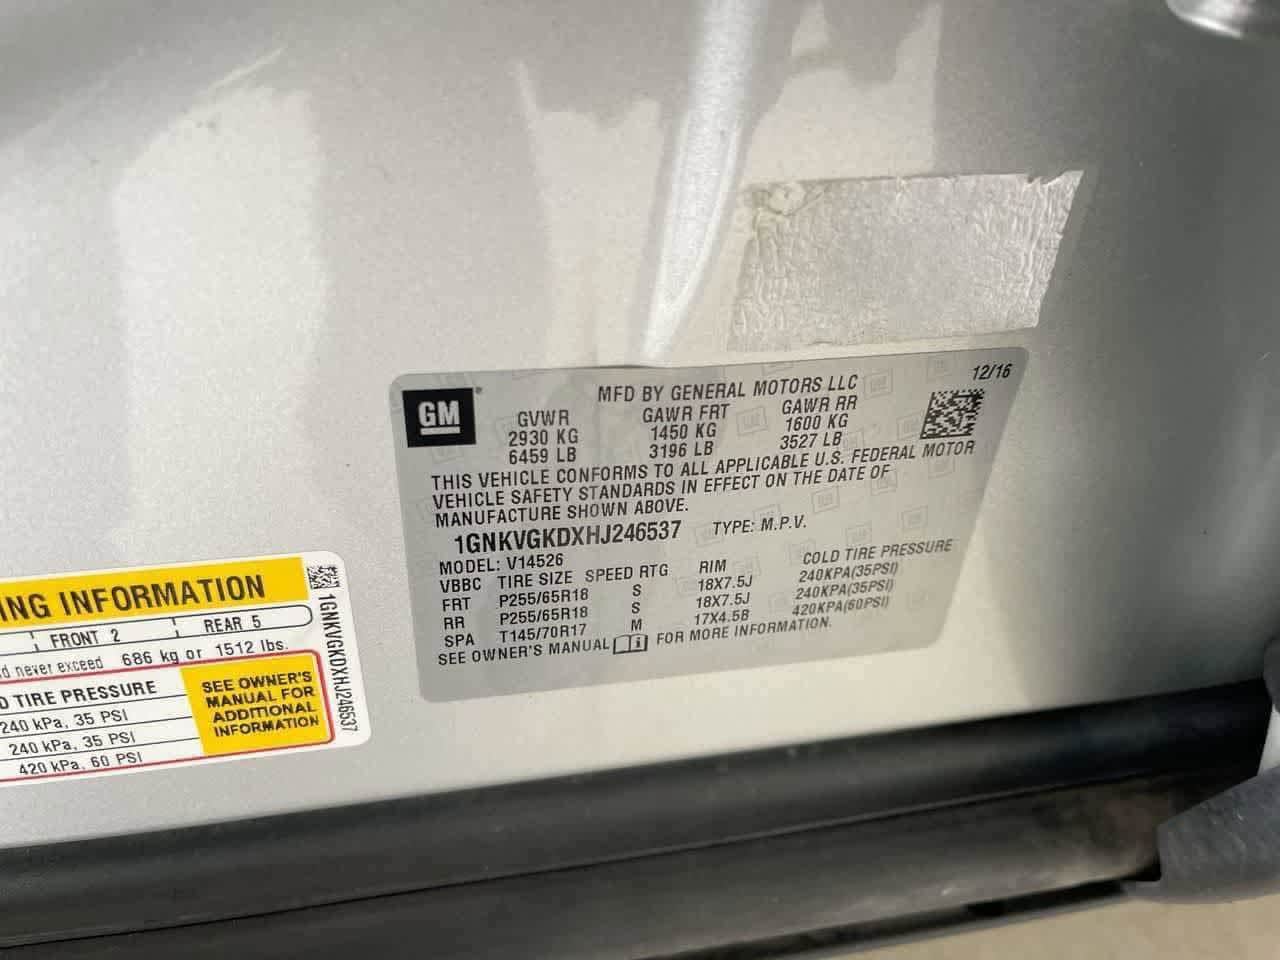 12/16
MFD BY GENERAL MOTORS LLC
GM
GVWR GAWR FRT GAWR RR
2930 KG 1450 KG 1600 KG
6459 LB 3196 LB 3527 LB
THIS VEHICLE CONFORMS TO ALL APPLICABLE U.S. FEDERAL MOTOR
VEHICLE SAFETY STANDARDS IN EFFECT ON THE DATE OF
MANUFACTURE SHOWN ABOVE.
1GNKVGKDXHJ246537 TYPE: M.P.V.
MODEL: V14526
VBBC TIRE SIZE SPEED RTG RIM COLD TIRE PRESSURE
FRT P255/65R18 S 18X7.5J 240KPA(35PSI)
RR P255/65R18 S 18X7.5J 240KPA(35PSI)
SPA T145/70R17 M 17X4.5B 420KPA(60PSI)
SEE OWNER'S MANUAL FOR MORE INFORMATION.
ING INFORMATION
FRONT 2 REAR 5
never exceed 686 kg or 1512 lbs.
TIRE PRESSURE
240 kPa, 35 PSI
240 kPa, 35 PSI
420 kPa, 60 PSI
SEE OWNER'S
MANUAL FOR
ADDITIONAL
INFORMATION
1GNKVGKDXHJ246537